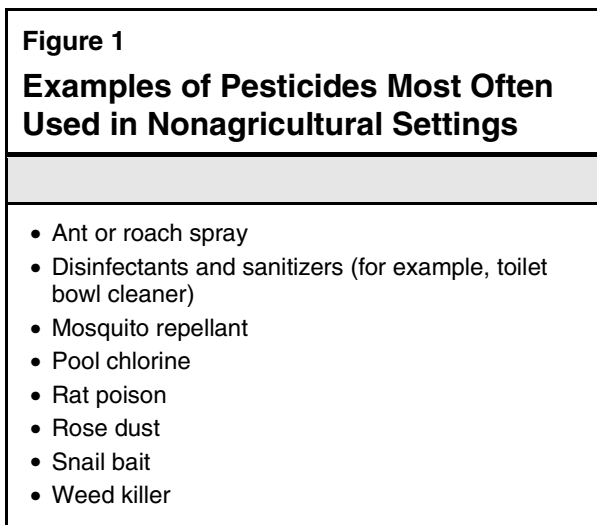 Figure 1
Examples of Pesticides Most Often
Used in Nonagricultural Settings
• Ant or roach spray
• Disinfectants and sanitizers (for example, toilet
bowl cleaner)
• Mosquito repellant
• Pool chlorine
• Rat poison
• Rose dust
• Snail bait
• Weed killer